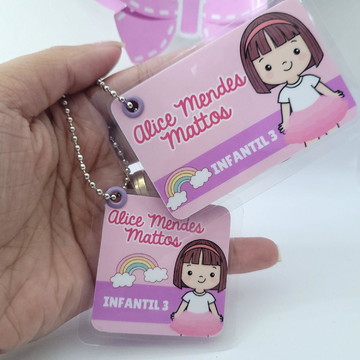 Alice Mendes
Mattos
INFANTIL 3
Alice Mendes
Mattos
INFANTIL 3